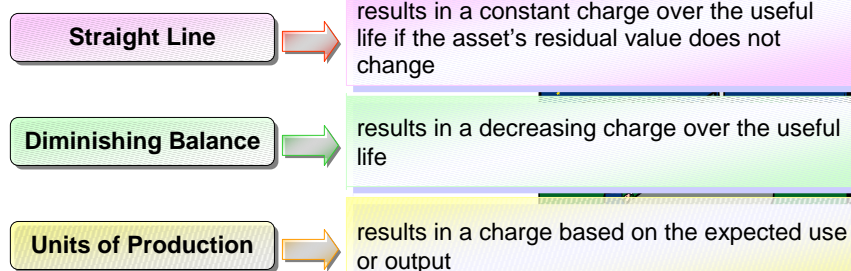 Straight Line
results in a constant charge over the useful
life if the asset's residual value does not
change
Diminishing Balance
results in a decreasing charge over the useful
life
Units of Production
results in a charge based on the expected use
or output